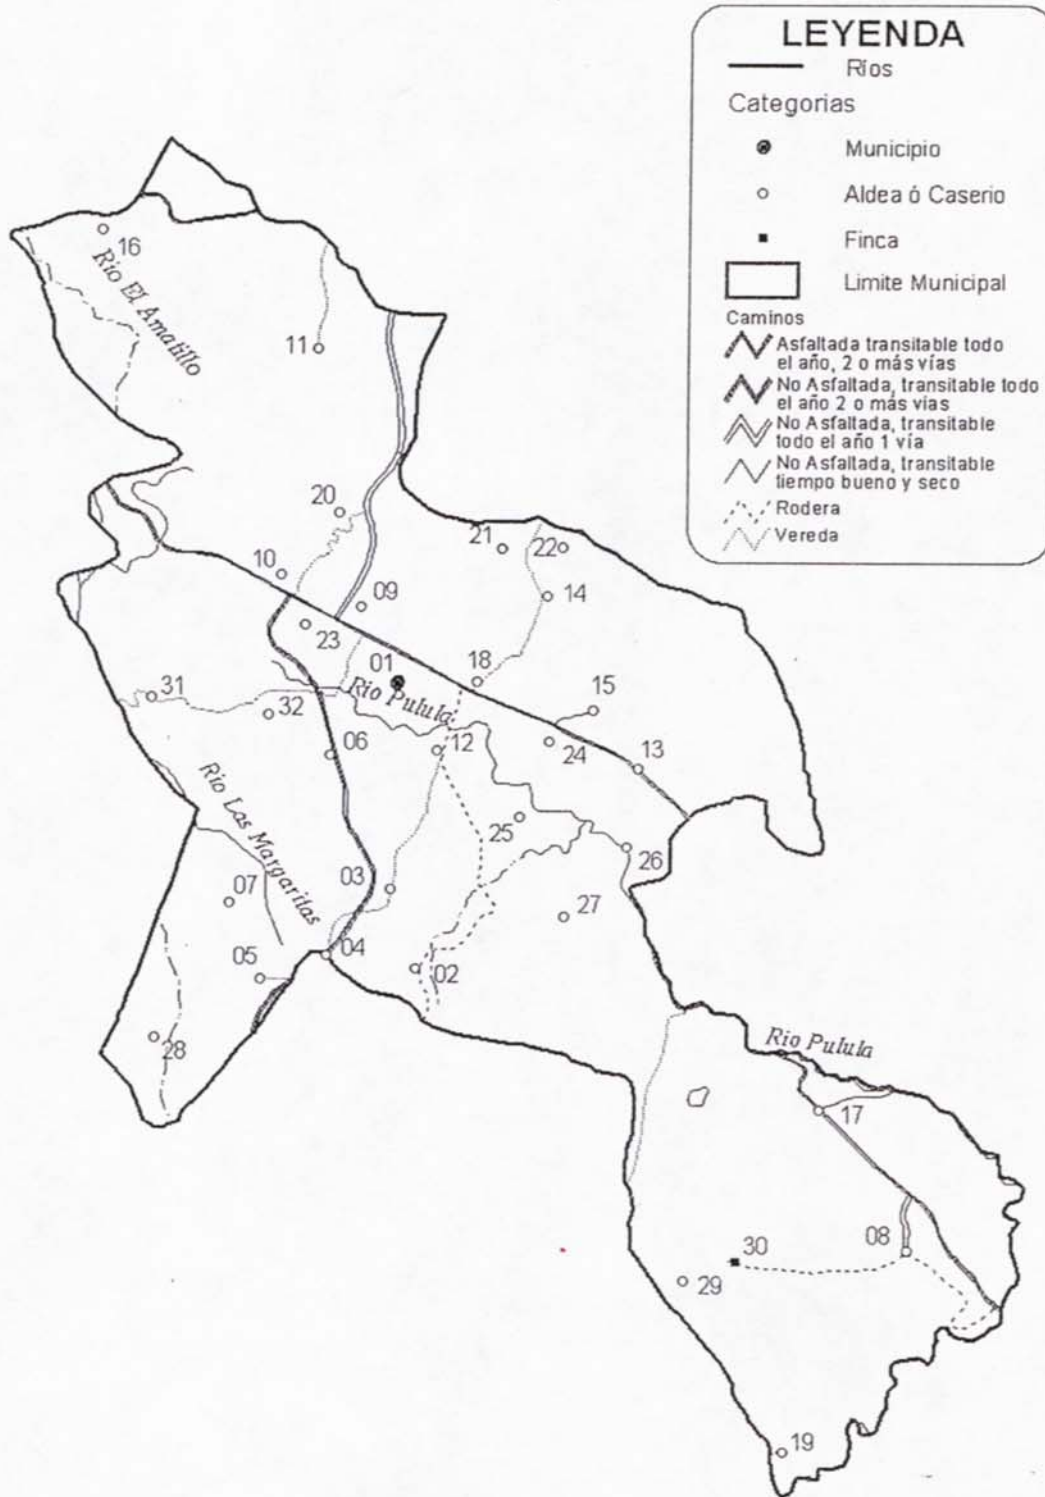 LEYENDA
Ríos
Categorias
Municipio
Aldea ó Caserio
Finca
Limite Municipal
Caminos
Asfaltada transitable todo
el año, 2 o más vías
No Asfaltada, transitable todo
el año 2 o más vias
No Asfaltada, transitable
todo el año 1 vía
No Asfaltada, transitable
tiempo bueno y seco
Rodera
Vereda
16
Rio El Amatillo
11
20
21
22
10
09
14
23
01
18
Rio Pulula
15
31
32
06
12
24
13
Rio Las Margaritas
25
26
03
07
27
04
05
02
28
Rio Pulula
17
08
30
29
19